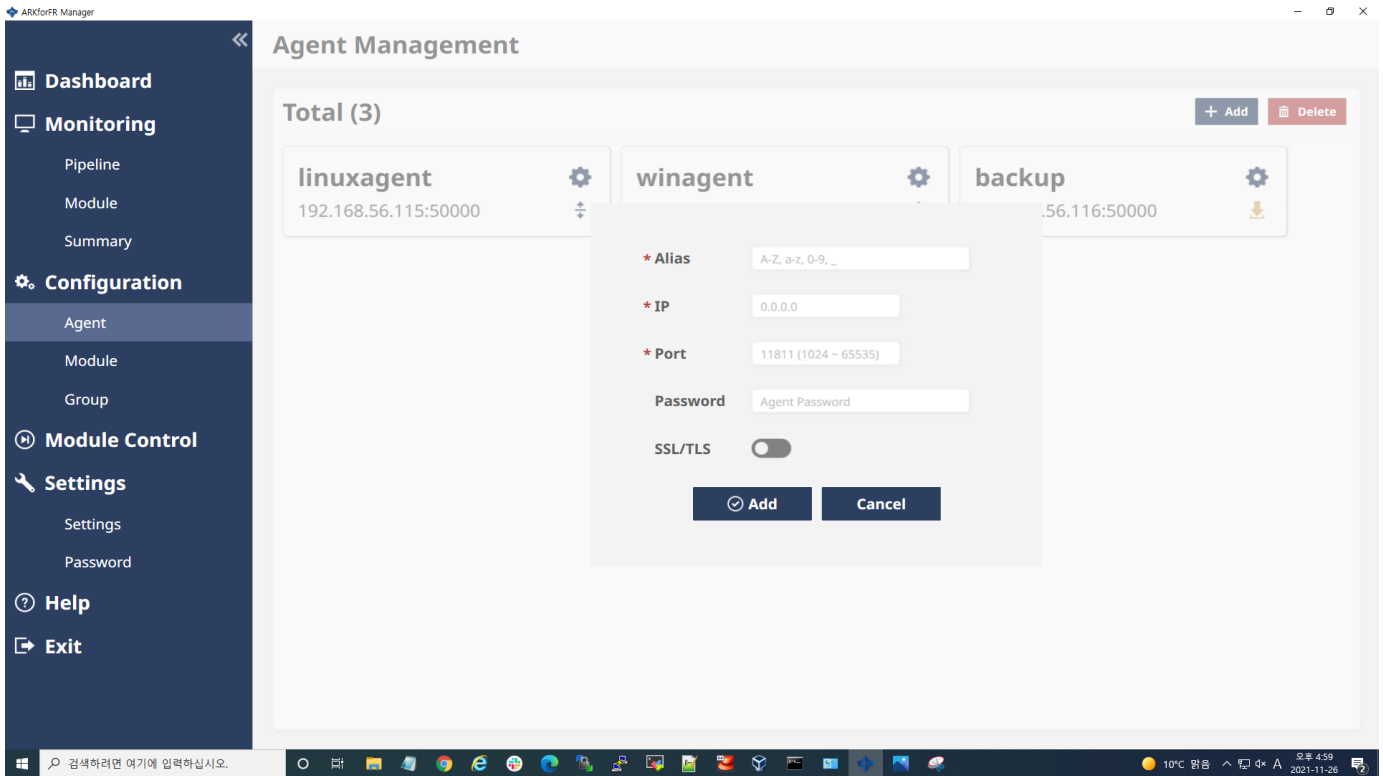 ARKforFR Manager
Dashboard
Monitoring
Pipeline
Module
Summary
Configuration
Agent
Module
Group
Module Control
Settings
Settings
Password
Help
Exit
Agent Management
Total (3)
Add
Delete
linuxagent
192.168.56.115:50000
winagent
backup
.56.116:50000
* Alias
A-Z, a-z, 0-9, _
* IP
0.0.0.0
* Port
11811 (1024 ~ 65535)
Password
Agent Password
SSL/TLS
Add
Cancel
검색하려면 여기에 입력하십시오.
10°C 맑음
A
오후 4:59
2021-11-26
2